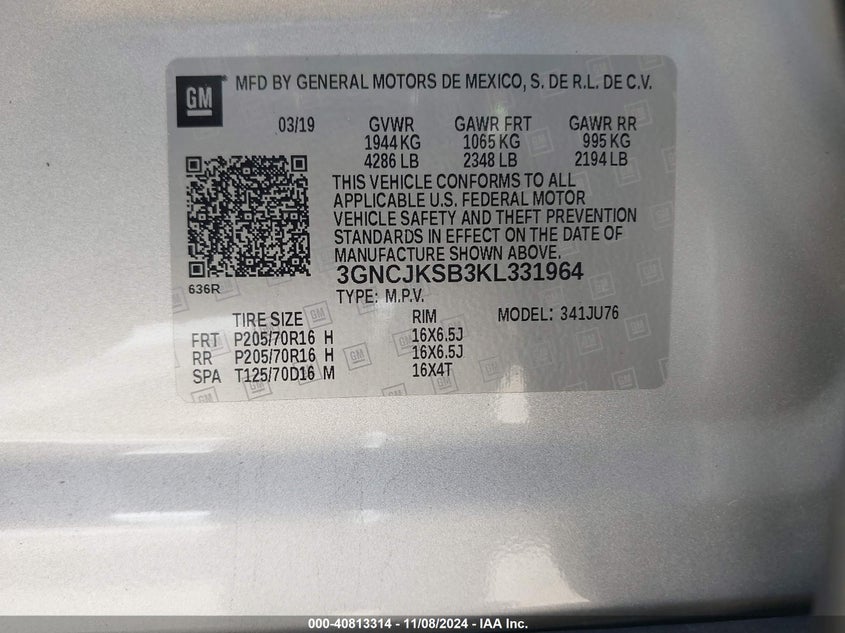 GM® MFD BY GENERAL MOTORS DE MEXICO, S. DE R.L. DE C.V.
03/19 GVWR GAWR FRT GAWR RR
1944 KG 1065 KG 995 KG
4286 LB 2348 LB 2194 LB
THIS VEHICLE CONFORMS TO ALL
APPLICABLE U.S. FEDERAL MOTOR
VEHICLE SAFETY AND THEFT PREVENTION
STANDARDS IN EFFECT ON THE DATE OF
MANUFACTURE SHOWN ABOVE.
3GNCJKSB3KL331964
636R
TYPE: M.P.V.
TIRE SIZE RIM MODEL: 341JU76
FRT P205/70R16 H 16X6.5J
RR P205/70R16 H 16X6.5J
SPA T125/70D16 M 16X4T
000-40813314 - 11/08/2024 - IAA Inc.